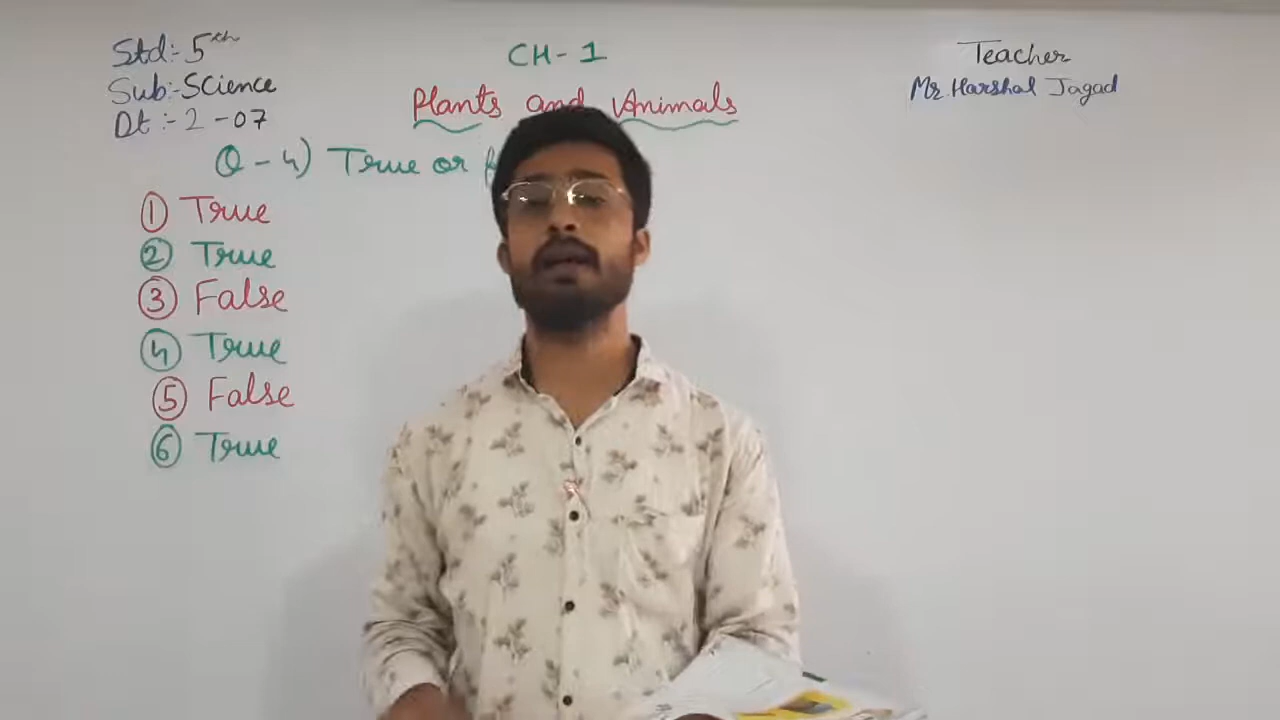 Std:- 5th
Sub:- Science
Dt :- 2 - 07
CH - 1
Plants and Animals
Teacher
Mr. Harshal Jagad
Q - 4) True or
① True
② True
③ False
④ True
⑤ False
⑥ True